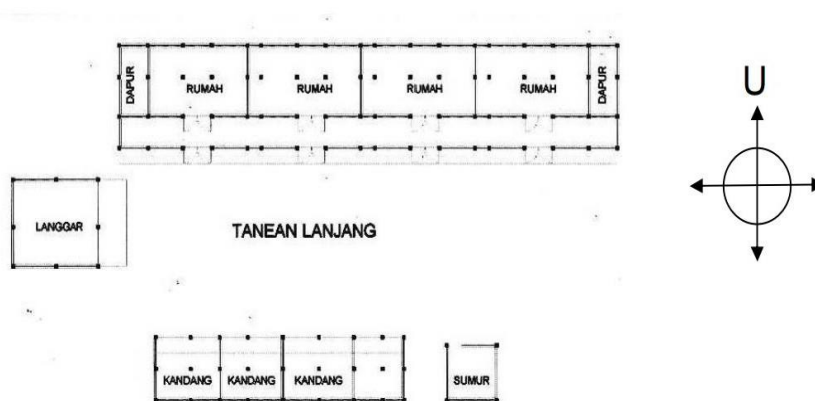 DAPUR
RUMAH
RUMAH
RUMAH
RUMAH
DAPUR
U
LANGGAR
TANEAN LANJANG
KANDANG
KANDANG
KANDANG
SUMUR